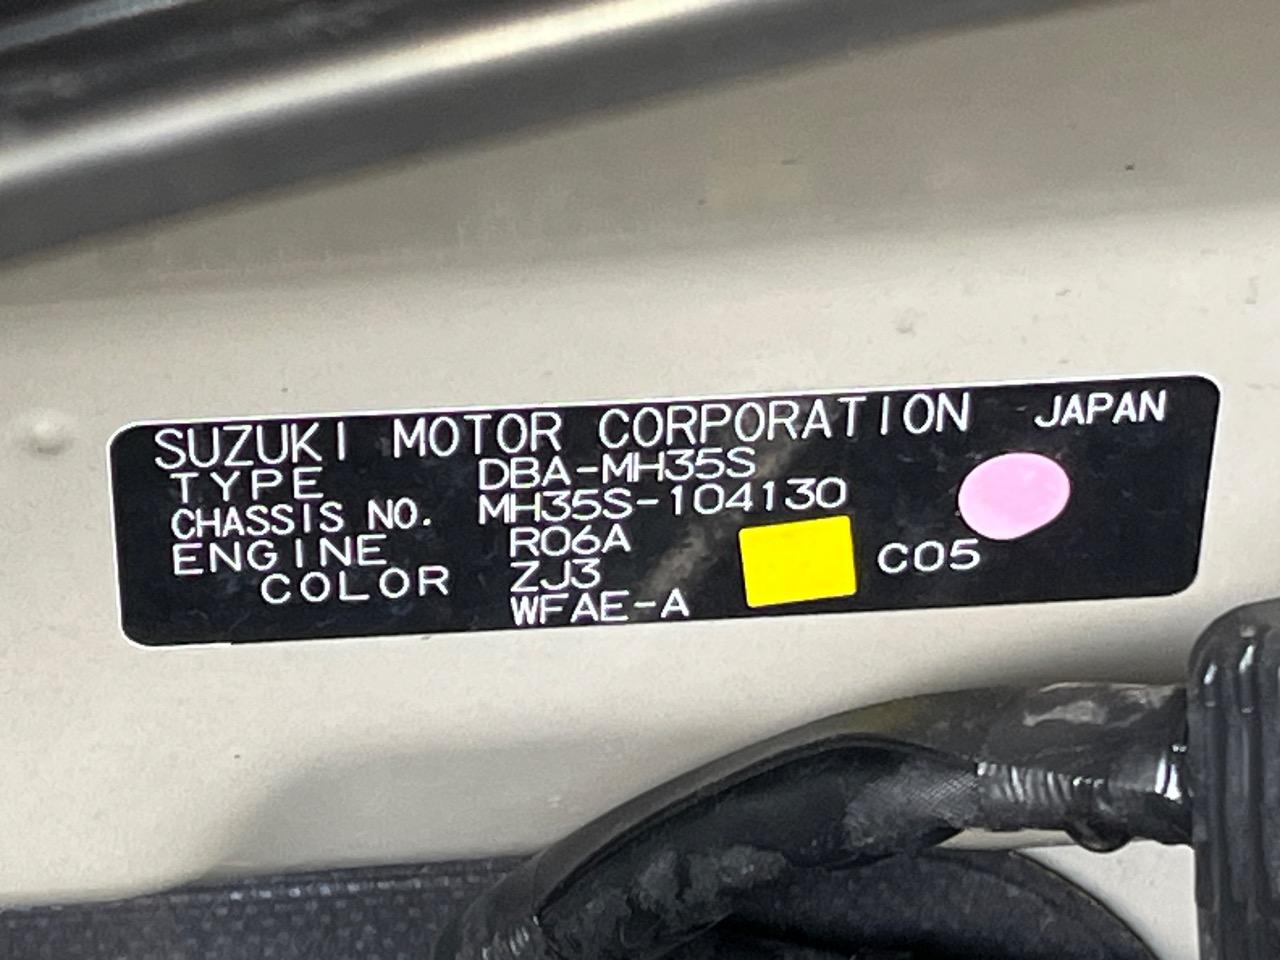 SUZUKI MOTOR CORPORATION JAPAN
TYPE DBA-MH35S
CHASSIS NO. MH35S-104130
ENGINE R06A
COLOR ZJ3 C05
WFAE-A